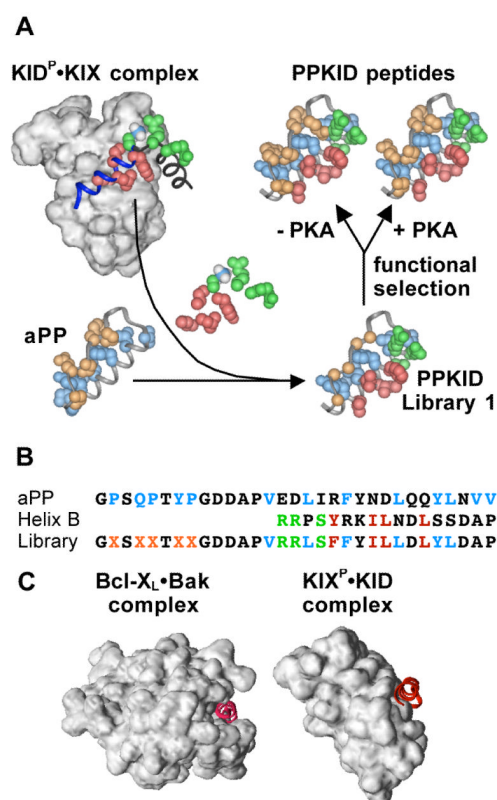 A
KIDᴾ•KIX complex
PPKID peptides
- PKA
+ PKA
functional
selection
aPP
PPKID
Library 1
B
aPP GPSQPTYPGDDAPVEDLIRFYNDLQQYLNVV
Helix B RRPSYRKILNDLSSDAP
Library GXSXXTXXGDDAPVRRLSFFYILLDLYLDAP
C
Bcl-X_L•Bak
complex
KIXᴾ•KID
complex